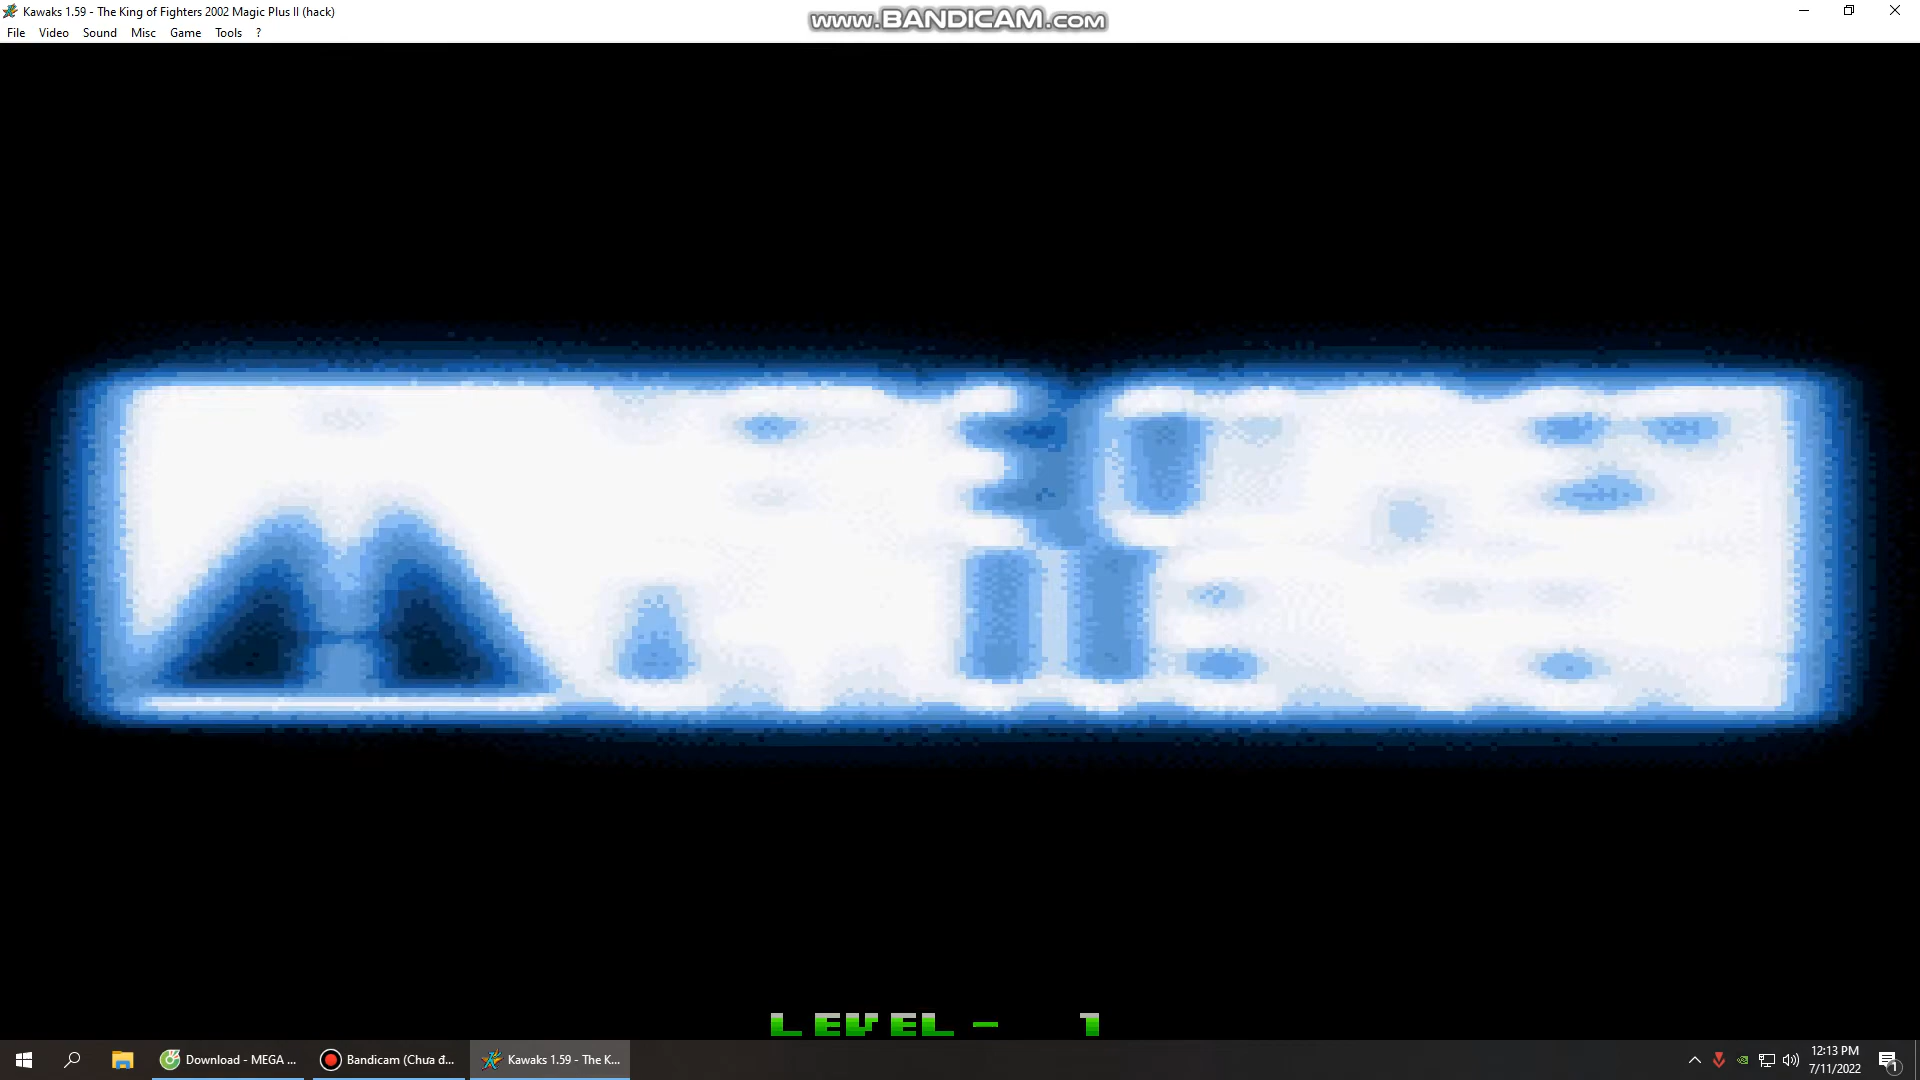 Kawaks 1.59 - The King of Fighters 2002 Magic Plus II (hack)
www.BANDICAM.com
File Video Sound Misc Game Tools ?
LEVEL- 1
Download - MEGA ...
Bandicam (Chưa đ...
Kawaks 1.59 - The K...
12:13 PM
7/11/2022
1